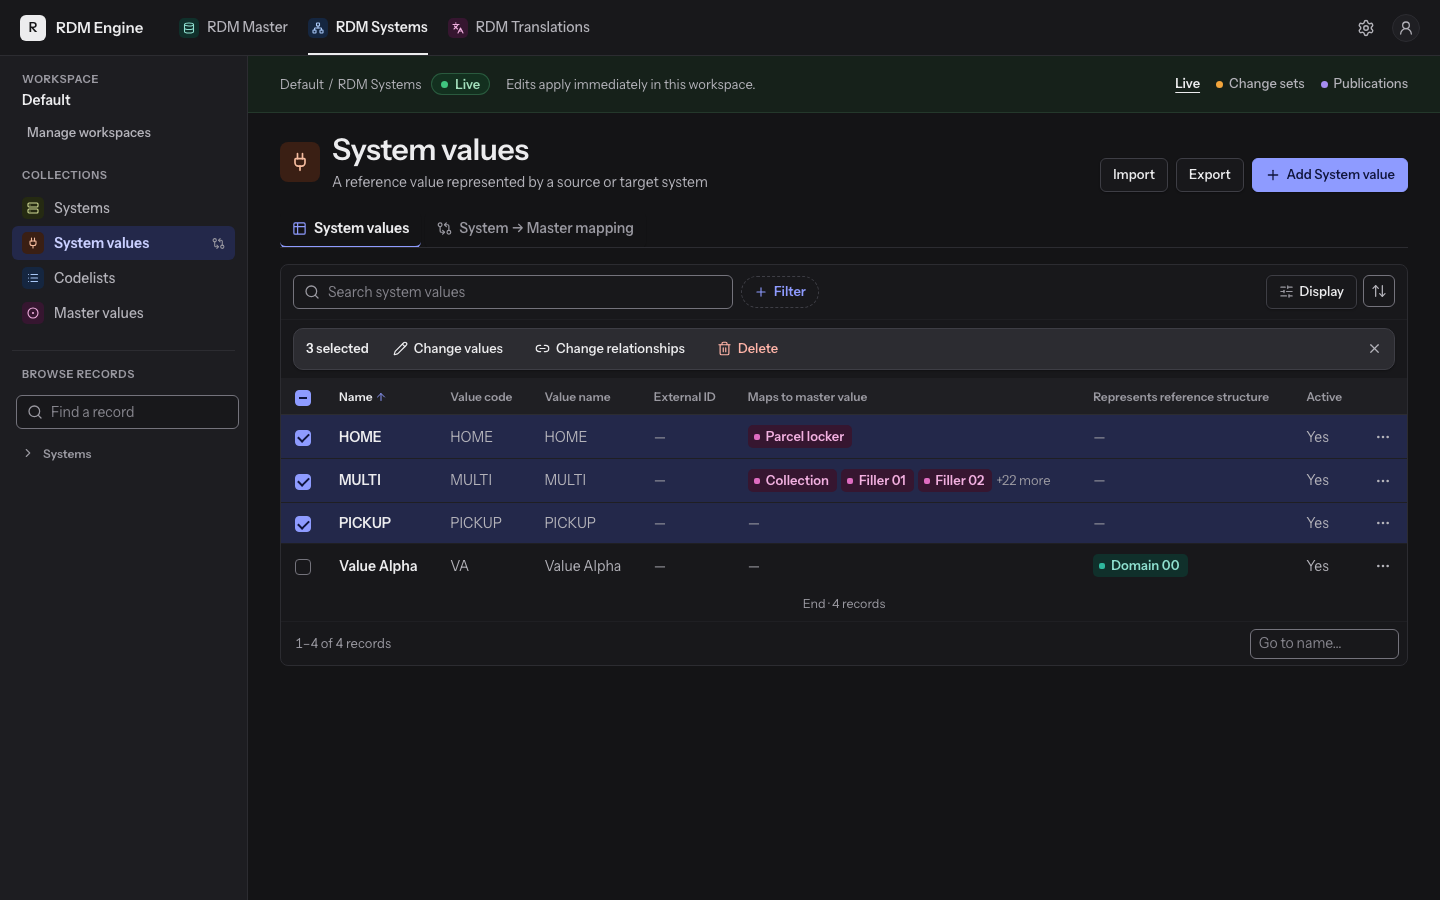 R RDM Engine RDM Master RDM Systems RDM Translations
WORKSPACE
Default
Manage workspaces
COLLECTIONS
Systems
System values
Codelists
Master values
BROWSE RECORDS
Find a record
Systems
Default / RDM Systems Live Edits apply immediately in this workspace. Live Change sets Publications
System values
A reference value represented by a source or target system
Import Export + Add System value
System values System → Master mapping
Search system values + Filter Display
3 selected Change values Change relationships Delete
Name ↑ Value code Value name External ID Maps to master value Represents reference structure Active
HOME HOME HOME — Parcel locker — Yes
MULTI MULTI MULTI — Collection Filler 01 Filler 02 +22 more — Yes
PICKUP PICKUP PICKUP — — — Yes
Value Alpha VA Value Alpha — — Domain 00 Yes
End · 4 records
1–4 of 4 records Go to name...